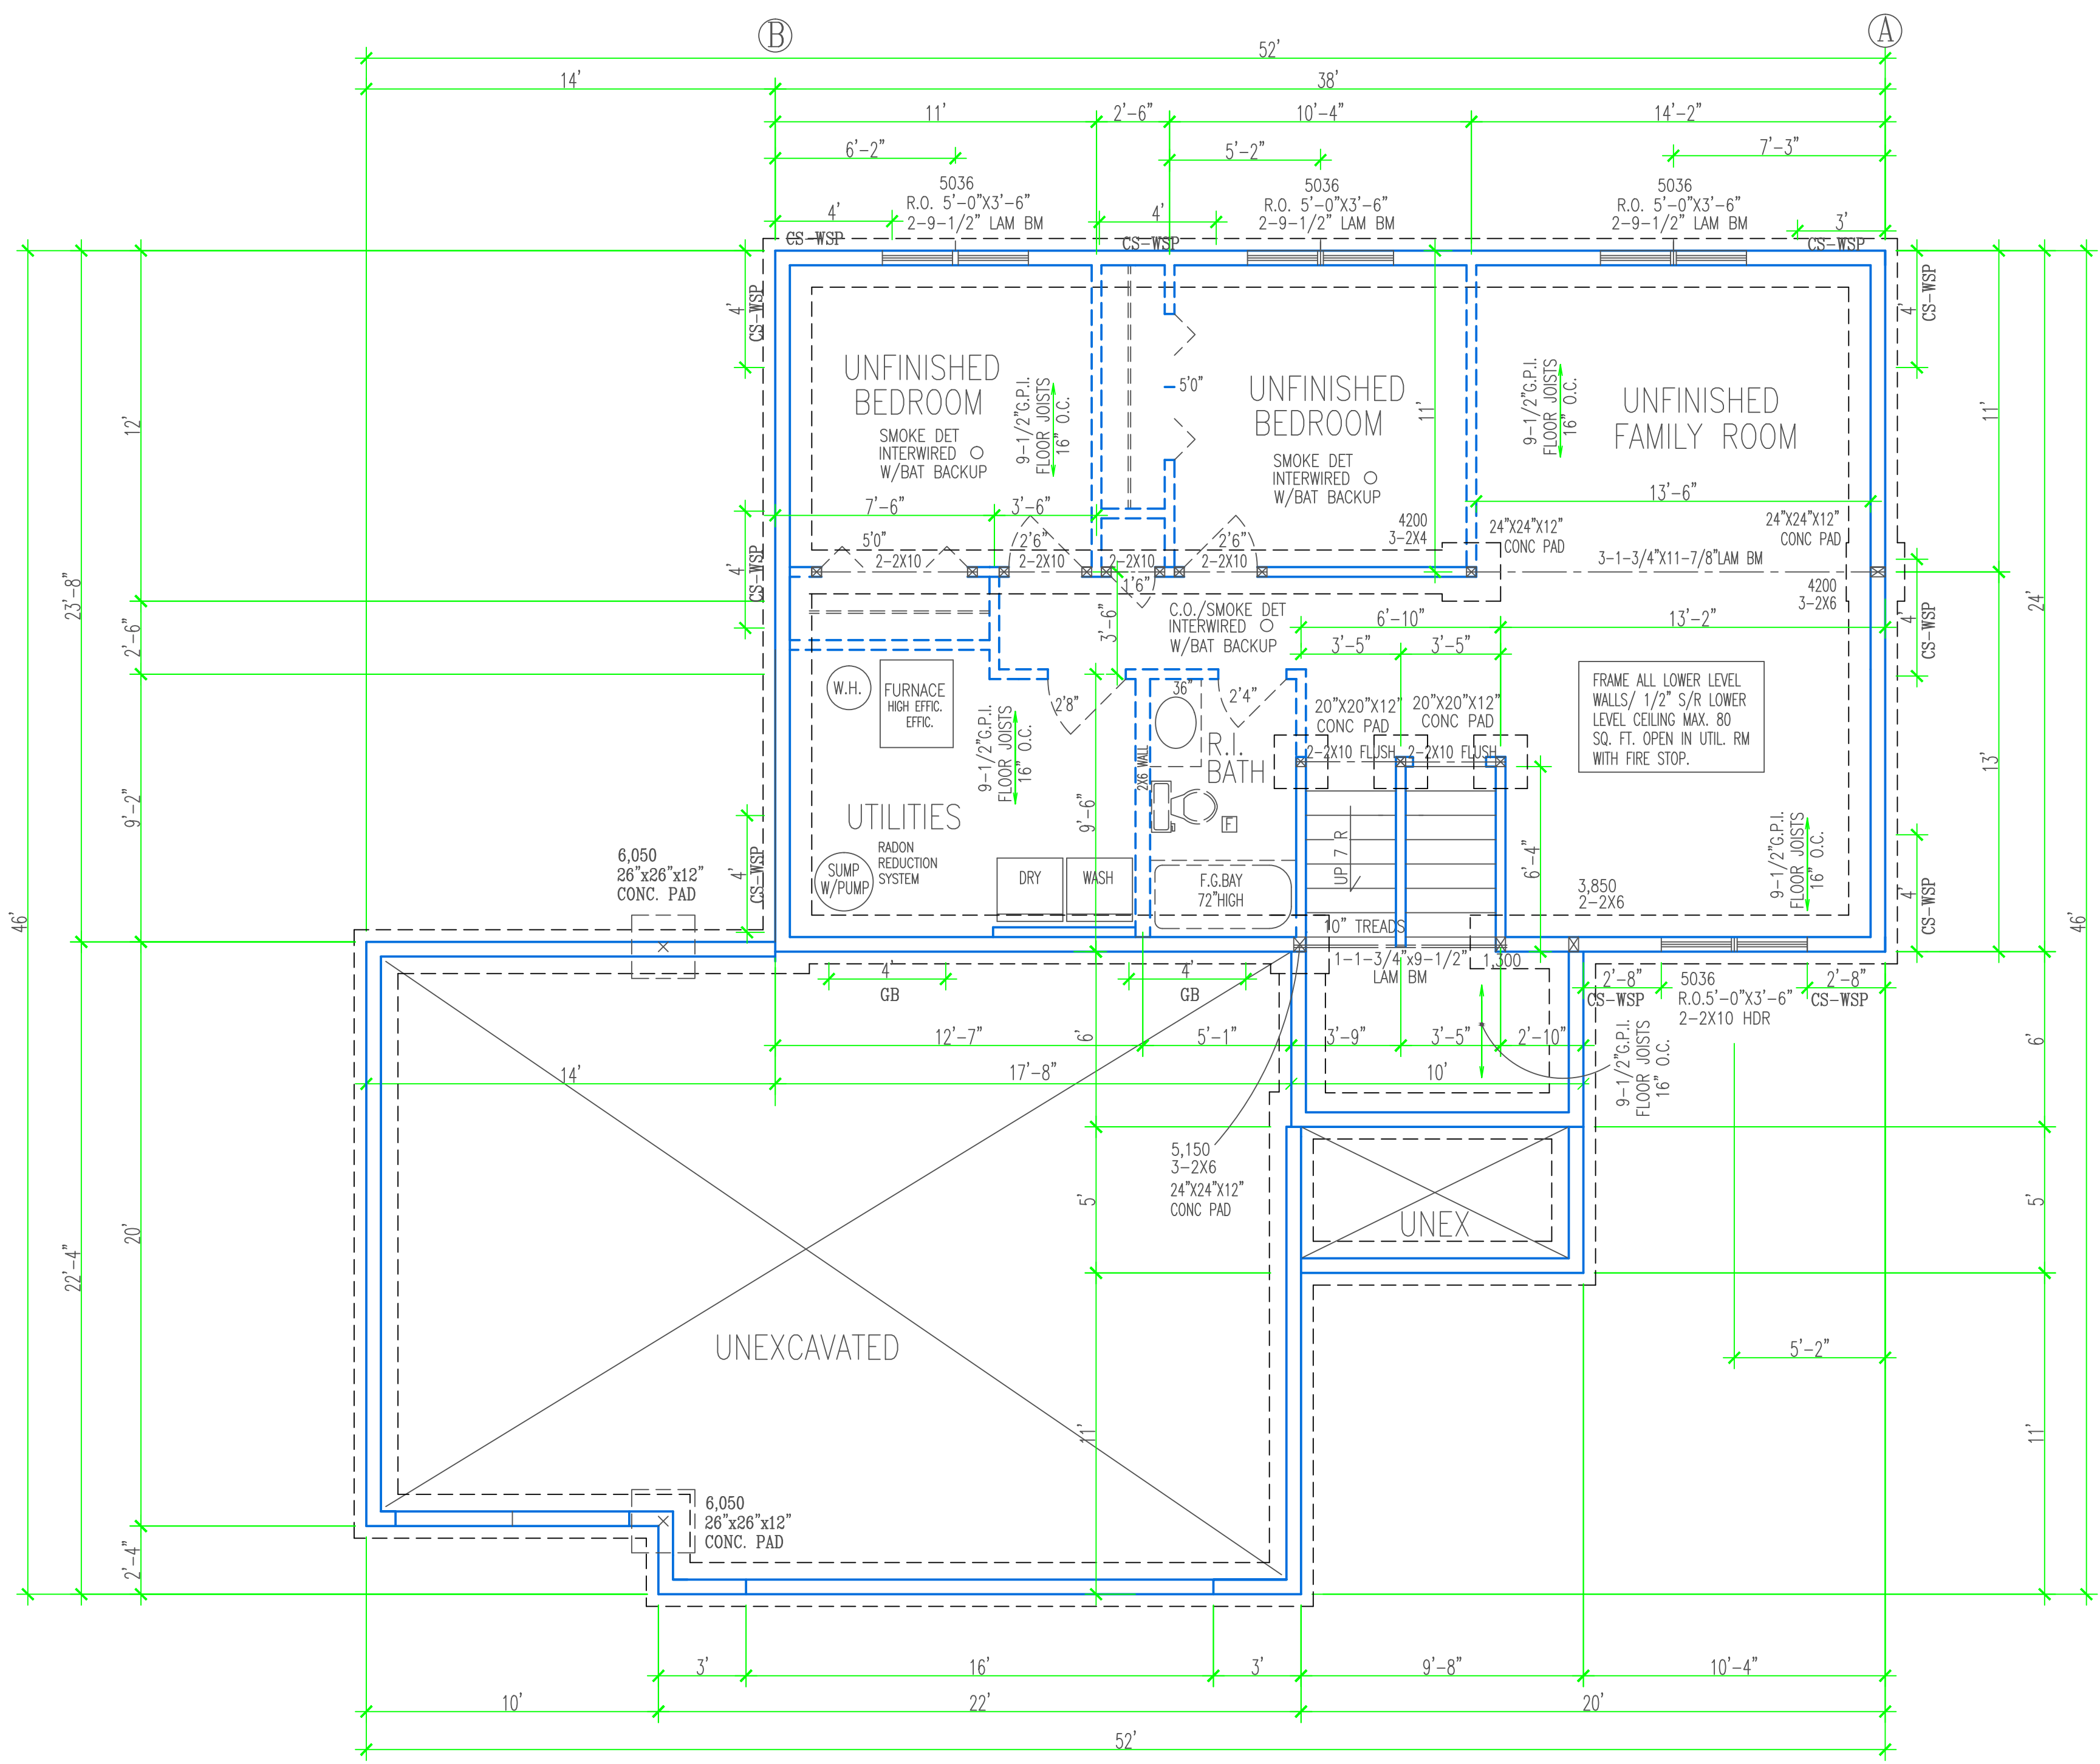 B
A
52'
14'
38'
11'
2'-6"
10'-4"
14'-2"
6'-2"
5'-2"
7'-3"
5036
R.O. 5'-0"X3'-6"
2-9-1/2" LAM BM
5036
R.O. 5'-0"X3'-6"
2-9-1/2" LAM BM
5036
R.O. 5'-0"X3'-6"
2-9-1/2" LAM BM
4'
4'
3'
CS-WSP
CS-WSP
CS-WSP
4'
CS-WSP
4'
CS-WSP
UNFINISHED
BEDROOM
SMOKE DET
INTERWIRED
W/BAT BACKUP
9-1/2"G.P.I.
FLOOR JOISTS
16" O.C.
5'0"
UNFINISHED
BEDROOM
SMOKE DET
INTERWIRED
W/BAT BACKUP
11'
9-1/2"G.P.I.
FLOOR JOISTS
16" O.C.
UNFINISHED
FAMILY ROOM
11'
12'
23'-8"
46'
7'-6"
3'-6"
13'-6"
5'0"
2'6"
2'6"
2-2X10
2-2X10
2-2X10
2-2X10
1'6"
4200
3-2X4
24"X24"X12"
CONC PAD
24"X24"X12"
CONC PAD
3-1-3/4"X11-7/8"LAM BM
4200
3-2X6
4'
CS-WSP
4'
CS-WSP
24'
2'-6"
3'-6"
C.O./SMOKE DET
INTERWIRED
W/BAT BACKUP
6'-10"
13'-2"
3'-5"
3'-5"
W.H.
FURNACE
HIGH EFFIC.
EFFIC.
2'8"
36"
2'4"
9-1/2"G.P.I.
FLOOR JOISTS
16" O.C.
20"X20"X12"
CONC PAD
20"X20"X12"
CONC PAD
2-2X10 FLUSH
2-2X10 FLUSH
FRAME ALL LOWER LEVEL
WALLS/ 1/2" S/R LOWER
LEVEL CEILING MAX. 80
SQ. FT. OPEN IN UTIL. RM
WITH FIRE STOP.
R.I.
BATH
2X6 WALL
13'
9'-2"
UTILITIES
9'-6"
F
UP 7 R
6'-4"
RADON
REDUCTION
SYSTEM
SUMP
W/PUMP
DRY
WASH
F.G.BAY
72"HIGH
9-1/2"G.P.I.
FLOOR JOISTS
16" O.C.
3,850
2-2X6
4'
CS-WSP
4'
CS-WSP
6,050
26"x26"x12"
CONC. PAD
10" TREADS
1-1-3/4"x9-1/2"
LAM BM
1,300
46'
4'
GB
4'
GB
2'-8"
CS-WSP
5036
R.O.5'-0"X3'-6"
2-2X10 HDR
2'-8"
CS-WSP
12'-7"
6'
5'-1"
3'-9"
3'-5"
2'-10"
6'
14'
17'-8"
10'
9-1/2"G.P.I.
FLOOR JOISTS
16" O.C.
5,150
3-2X6
24"X24"X12"
CONC PAD
5'
UNEX
5'
20'
22'-4"
UNEXCAVATED
5'-2"
11'
11'
6,050
26"x26"x12"
CONC. PAD
2'-4"
3'
16'
3'
9'-8"
10'-4"
10'
22'
20'
52'